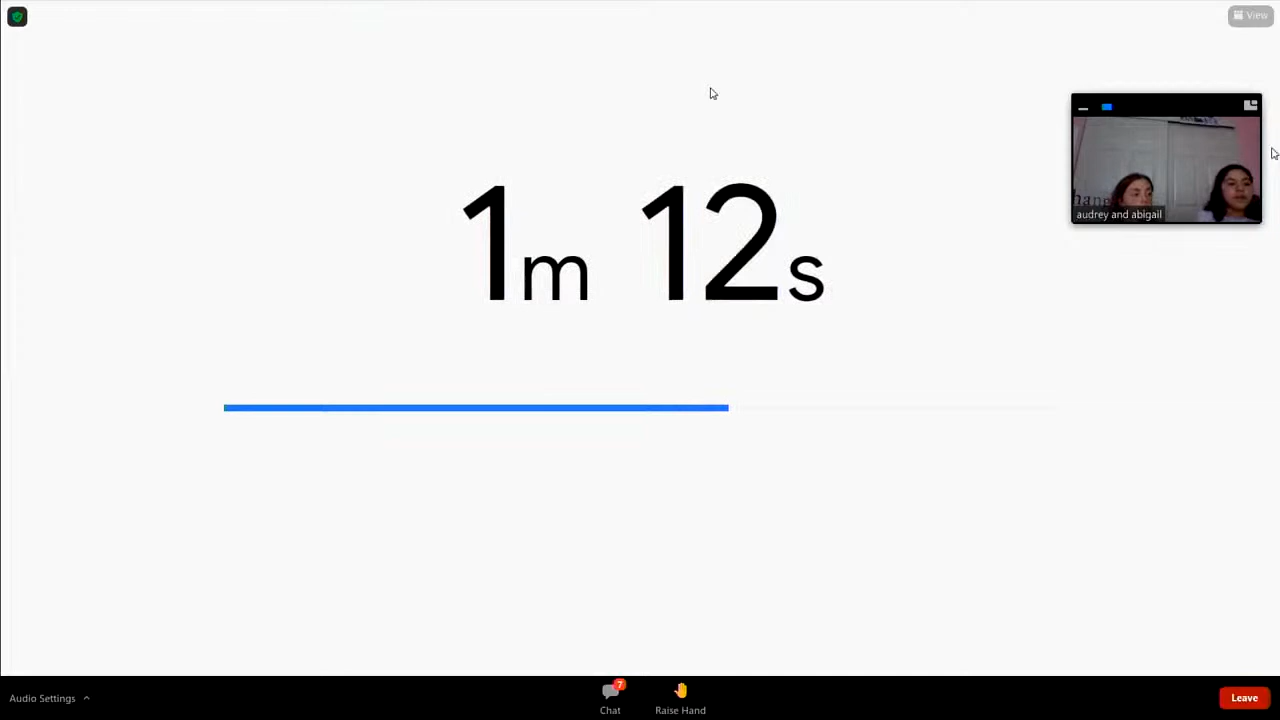 View
1m 12s
audrey and abigail
Audio Settings
7
Chat
Raise Hand
Leave